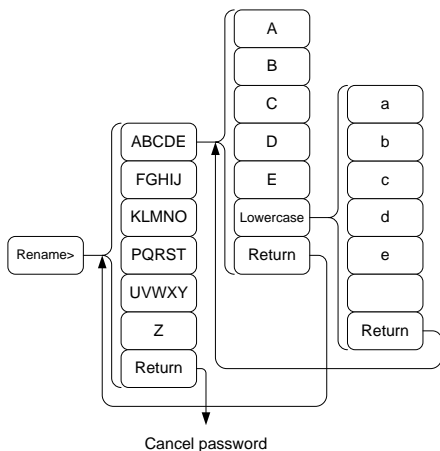 Rename>
ABCDE
FGHIJ
KLMNO
PQRST
UVWXY
Z
Return
A
B
C
D
E
Lowercase
Return
a
b
c
d
e
Return
Cancel password